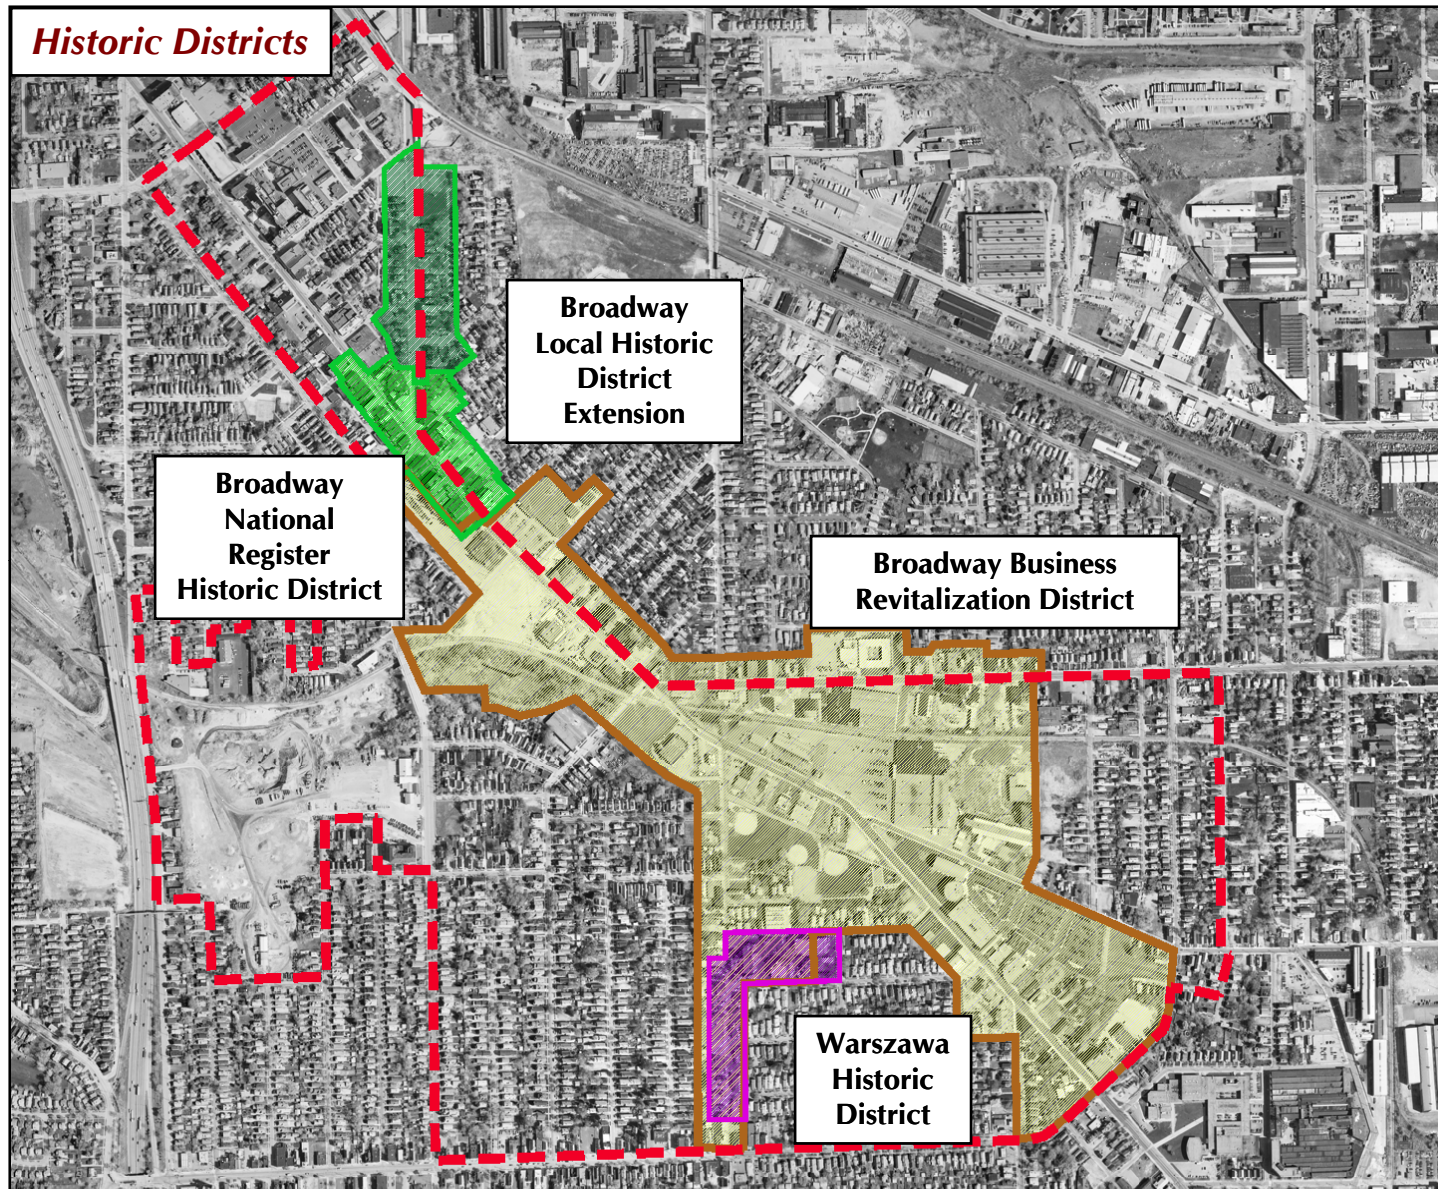 Historic Districts
Broadway
Local Historic
District
Extension
Broadway
National
Register
Historic District
Broadway Business
Revitalization District
Warszawa
Historic
District